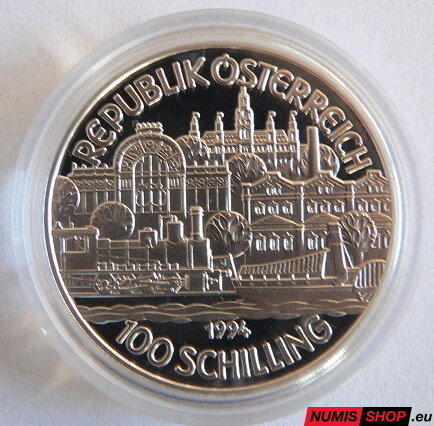 REPUBLIK ÖSTERREICH
1994
100 SCHILLING
NUMIS SHOP.eu